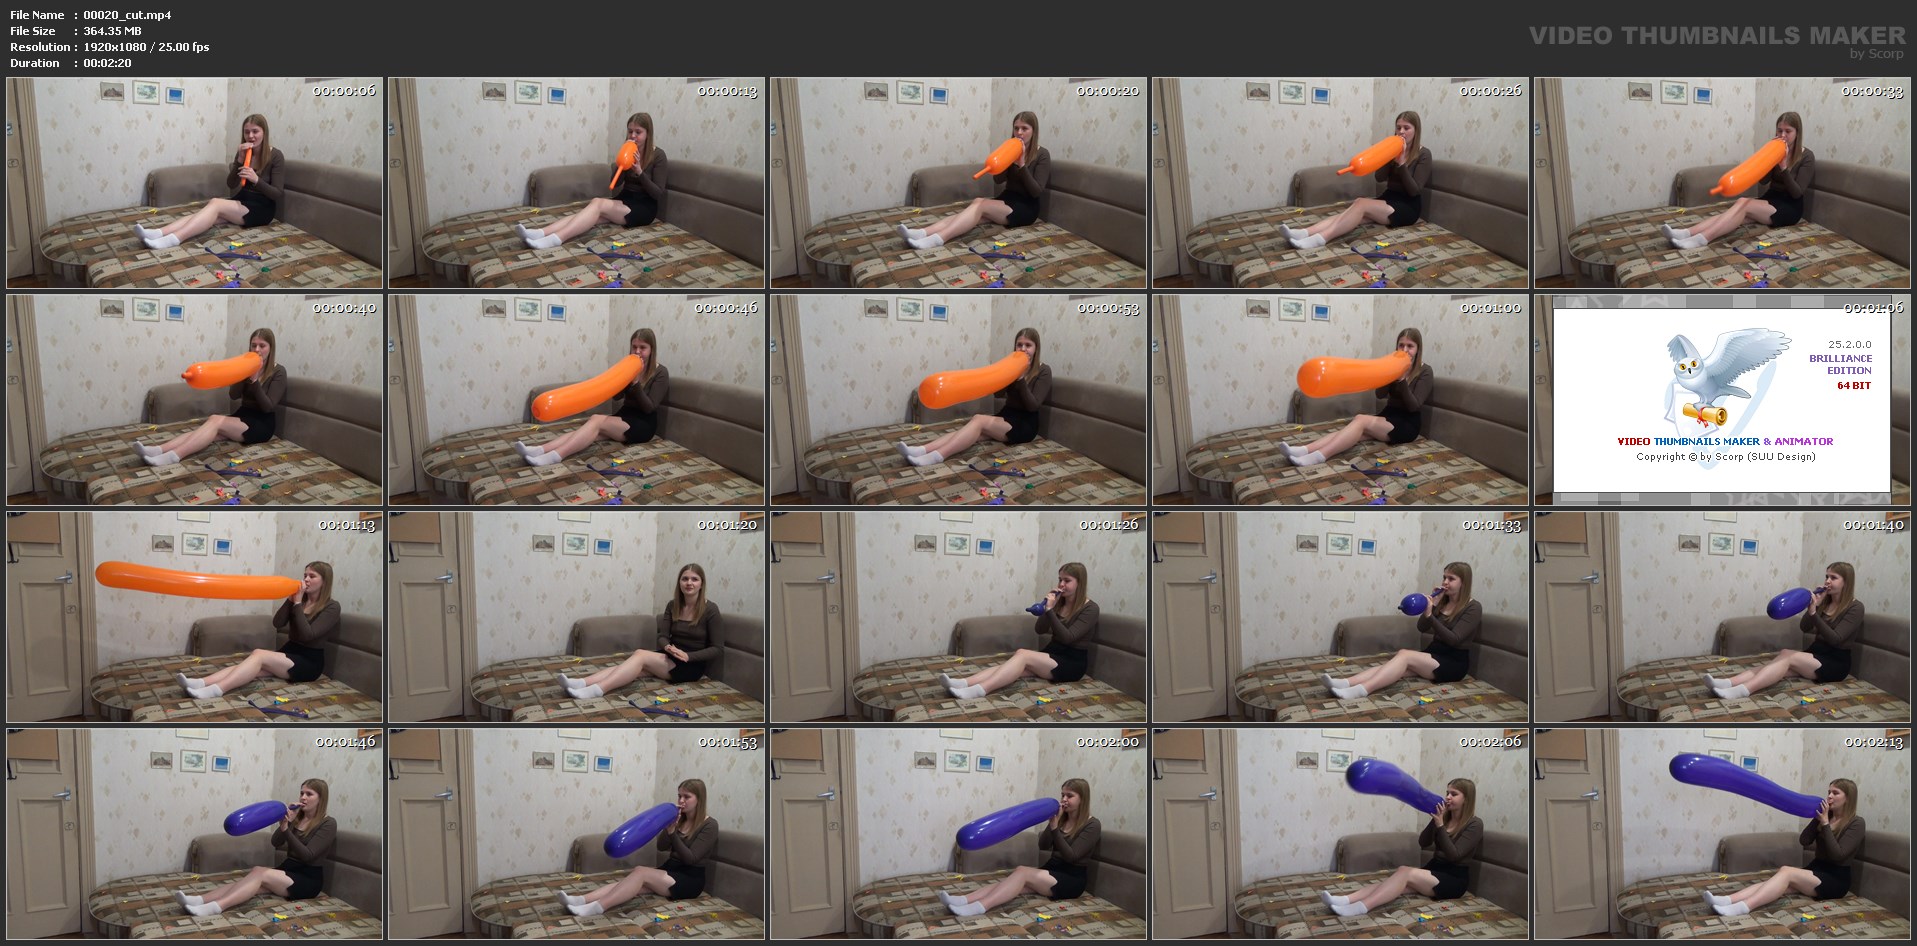 File Name : 00020_cut.mp4
File Size : 364.35 MB
Resolution : 1920x1080 / 25.00 fps
Duration : 00:02:20
VIDEO THUMBNAILS MAKER
by Scorp
00:00:06
00:00:13
00:00:20
00:00:26
00:00:33
00:00:40
00:00:46
00:00:53
00:01:00
00:01:06
25.2.0.0
BRILLIANCE
EDITION
64 BIT
VIDEO THUMBNAILS MAKER & ANIMATOR
Copyright © by Scorp (SUU Design)
00:01:13
00:01:20
00:01:26
00:01:33
00:01:40
00:01:46
00:01:53
00:02:00
00:02:06
00:02:13